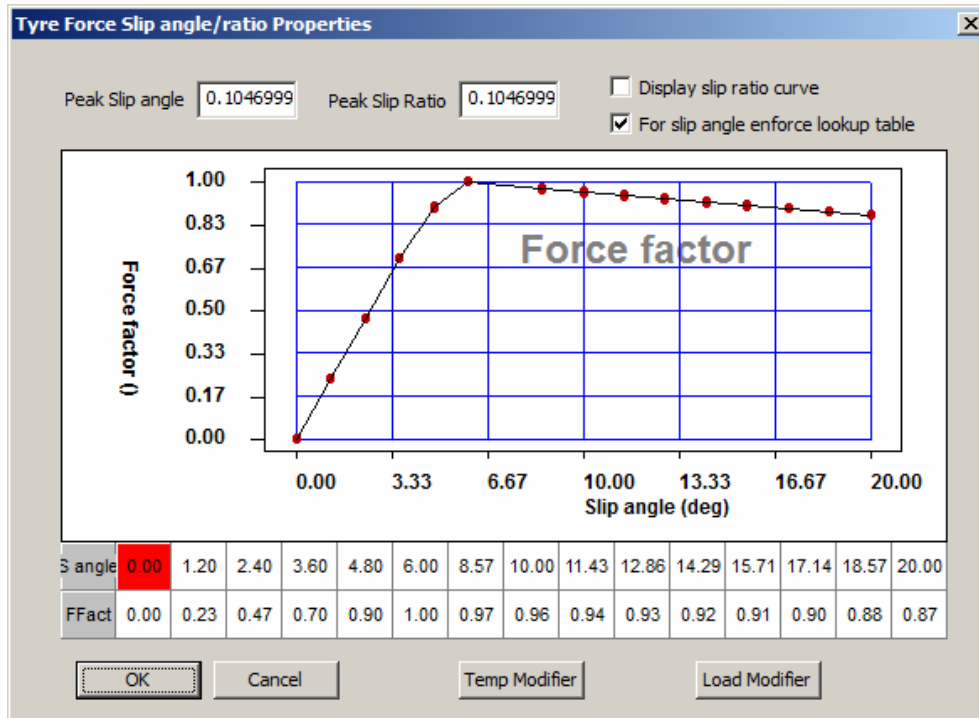 Tyre Force Slip angle/ratio Properties
Peak Slip angle 0.1046999 Peak Slip Ratio 0.1046999
Display slip ratio curve
For slip angle enforce lookup table
1.00
0.83
0.67
0.50
0.33
0.17
0.00
Force factor ()
Force factor
0.00 3.33 6.67 10.00 13.33 16.67 20.00
Slip angle (deg)
S angle 0.00 1.20 2.40 3.60 4.80 6.00 8.57 10.00 11.43 12.86 14.29 15.71 17.14 18.57 20.00
FFact 0.00 0.23 0.47 0.70 0.90 1.00 0.97 0.96 0.94 0.93 0.92 0.91 0.90 0.88 0.87
OK Cancel Temp Modifier Load Modifier